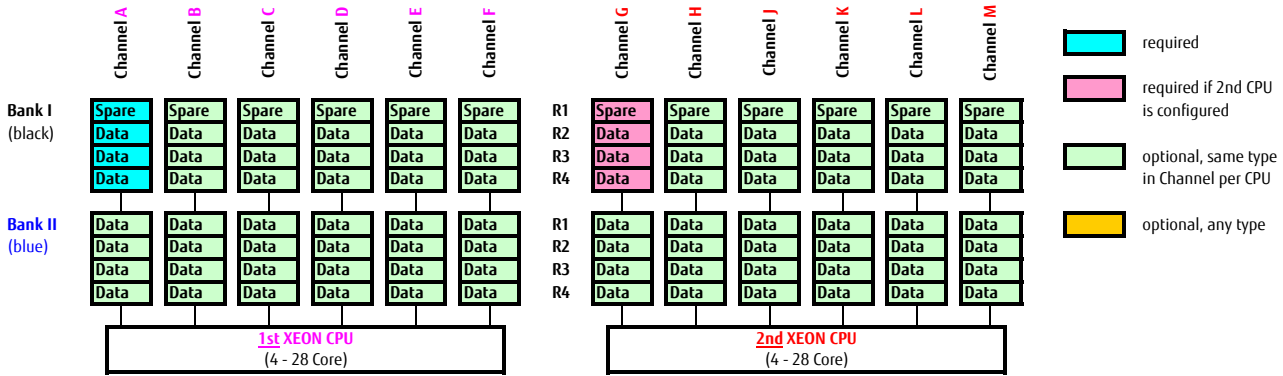 Channel A Channel B Channel C Channel D Channel E Channel F Channel G Channel H Channel J Channel K Channel L Channel M
required
required if 2nd CPU
is configured
optional, same type
in Channel per CPU
optional, any type
Bank I Spare Spare Spare Spare Spare Spare R1 Spare Spare Spare Spare Spare Spare
(black) Data Data Data Data Data Data R2 Data Data Data Data Data Data
Data Data Data Data Data Data R3 Data Data Data Data Data Data
Data Data Data Data Data Data R4 Data Data Data Data Data Data
Bank II Data Data Data Data Data Data R1 Data Data Data Data Data Data
(blue) Data Data Data Data Data Data R2 Data Data Data Data Data Data
Data Data Data Data Data Data R3 Data Data Data Data Data Data
Data Data Data Data Data Data R4 Data Data Data Data Data Data
1st XEON CPU 2nd XEON CPU
(4 - 28 Core) (4 - 28 Core)